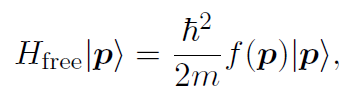 H_free|p⟩ = ℏ²/2m f(p)|p⟩,